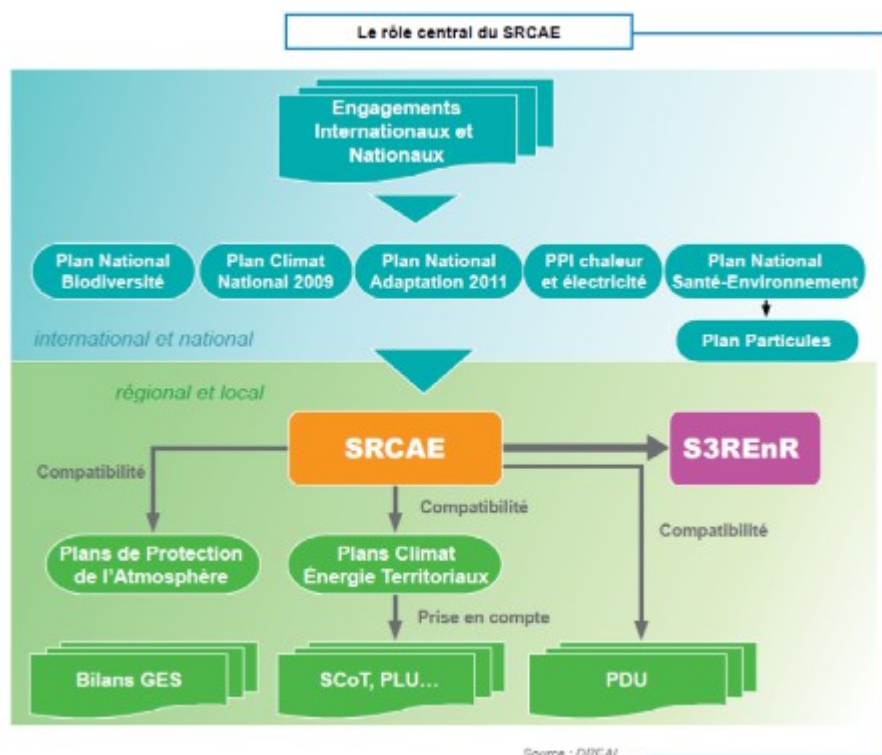 Le rôle central du SRCAE
Engagements
Internationaux et
Nationaux
Plan National
Biodiversité
Plan Climat
National 2009
Plan National
Adaptation 2011
PPI chaleur
et électricité
Plan National
Santé-Environnement
international et national
Plan Particules
régional et local
SRCAE
S3REnR
Compatibilité
Compatibilité
Compatibilité
Plans de Protection
de l'Atmosphère
Plans Climat
Énergie Territoriaux
Prise en compte
Bilans GES
SCoT, PLU...
PDU
Source : DREAL